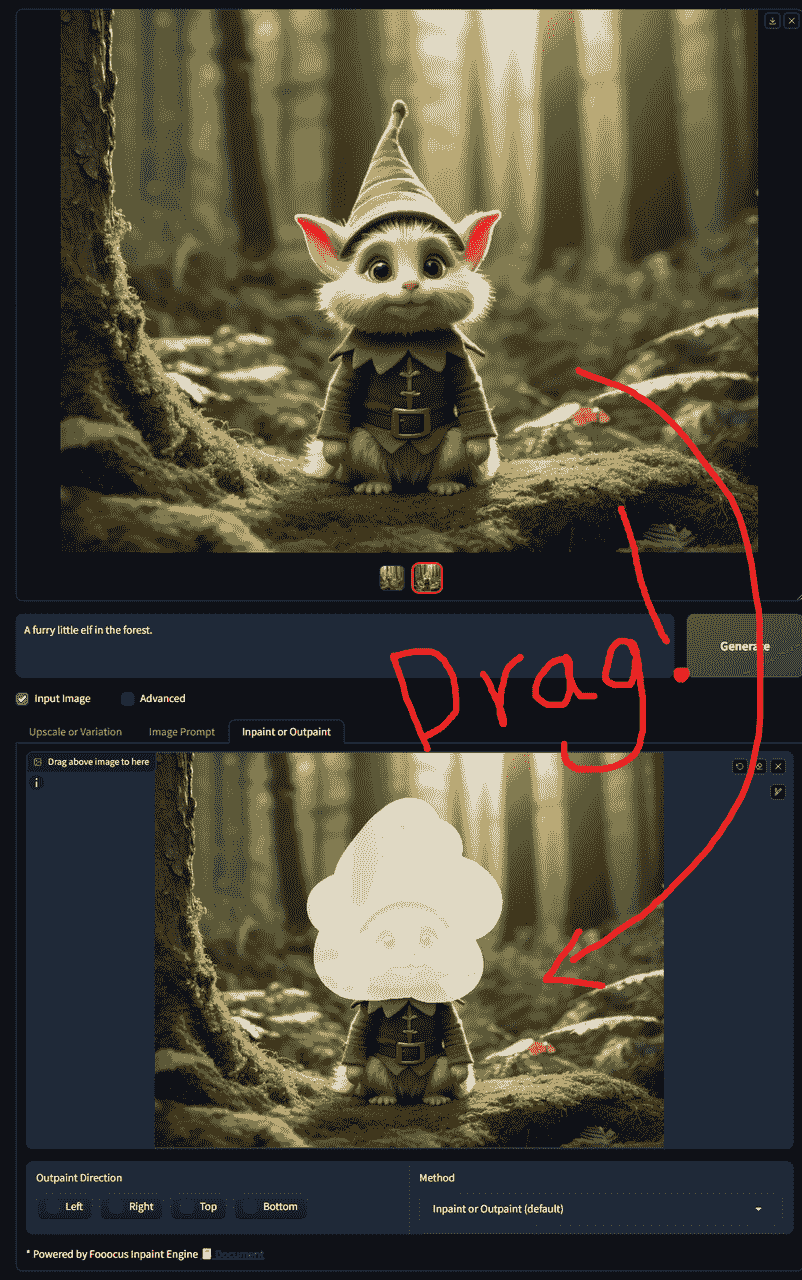 A furry little elf in the forest.
Generate
Drag!
Input Image
Advanced
Upscale or Variation
Image Prompt
Inpaint or Outpaint
Drag above image to here
i
Outpaint Direction
Left
Right
Top
Bottom
Method
Inpaint or Outpaint (default)
* Powered by Fooocus Inpaint Engine 📔 Document